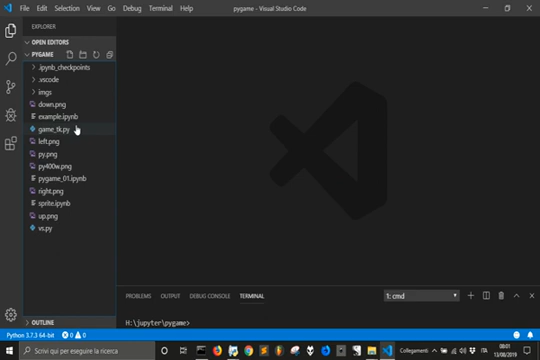 File Edit Selection View Go Debug Terminal Help pygame - Visual Studio Code
EXPLORER
OPEN EDITORS
PYGAME
.ipynb_checkpoints
.vscode
imgs
down.png
example.ipynb
game_tk.py
left.png
py.png
py400w.png
pygame_01.ipynb
right.png
sprite.ipynb
up.png
vs.py
PROBLEMS OUTPUT DEBUG CONSOLE TERMINAL 1: cmd
H:\jupyter\pygame>
OUTLINE
Python 3.7.3 64-bit 0 0
Scrivi qui per eseguire la ricerca
Collegamenti ITA
08:01
13/08/2019